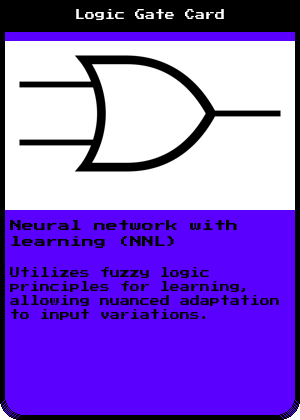 Logic Gate Card
Neural network with
learning (NNL)
Utilizes fuzzy logic
principles for learning,
allowing nuanced adaptation
to input variations.